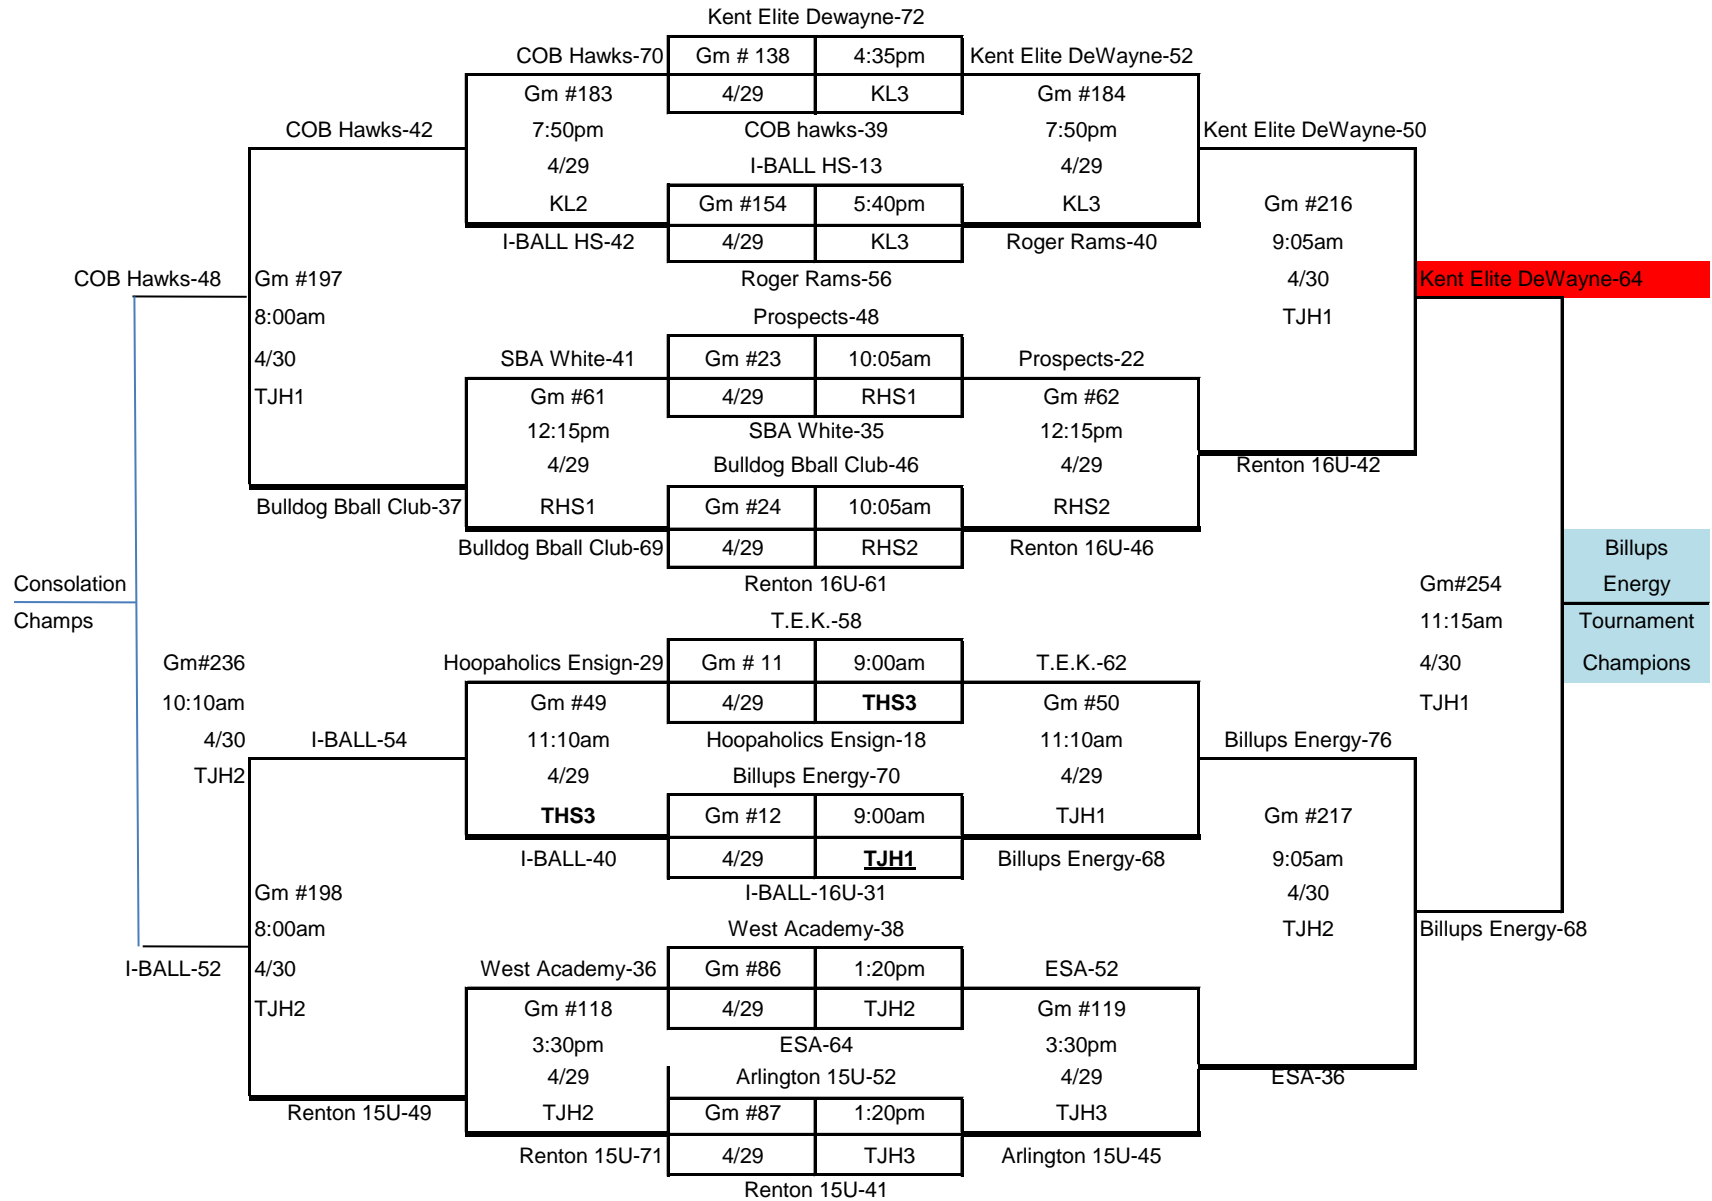 Kent Elite Dewayne-72
COB Hawks-70 Gm # 138 4:35pm Kent Elite DeWayne-52
Gm #183 4/29 KL3 Gm #184
COB Hawks-42 7:50pm COB hawks-39 7:50pm Kent Elite DeWayne-50
4/29 I-BALL HS-13 4/29
KL2 Gm #154 5:40pm KL3 Gm #216
I-BALL HS-42 4/29 KL3 Roger Rams-40 9:05am
COB Hawks-48 Gm #197 Roger Rams-56 4/30 Kent Elite DeWayne-64
8:00am Prospects-48 TJH1
4/30 SBA White-41 Gm #23 10:05am Prospects-22
TJH1 Gm #61 4/29 RHS1 Gm #62
12:15pm SBA White-35 12:15pm
4/29 Bulldog Bball Club-46 4/29 Renton 16U-42
Bulldog Bball Club-37 RHS1 Gm #24 10:05am RHS2
Bulldog Bball Club-69 4/29 RHS2 Renton 16U-46 Billups
Consolation Renton 16U-61 Gm#254 Energy
Champs T.E.K.-58 11:15am Tournament
Gm#236 Hoopaholics Ensign-29 Gm # 11 9:00am T.E.K.-62 4/30 Champions
10:10am Gm #49 4/29 THS3 Gm #50 TJH1
4/30 I-BALL-54 11:10am Hoopaholics Ensign-18 11:10am Billups Energy-76
TJH2 4/29 Billups Energy-70 4/29
THS3 Gm #12 9:00am TJH1 Gm #217
I-BALL-40 4/29 TJH1 Billups Energy-68 9:05am
Gm #198 I-BALL-16U-31 4/30
8:00am West Academy-38 TJH2 Billups Energy-68
I-BALL-52 4/30 West Academy-36 Gm #86 1:20pm ESA-52
TJH2 Gm #118 4/29 TJH2 Gm #119
3:30pm ESA-64 3:30pm
4/29 Arlington 15U-52 4/29 ESA-36
Renton 15U-49 TJH2 Gm #87 1:20pm TJH3
Renton 15U-71 4/29 TJH3 Arlington 15U-45
Renton 15U-41